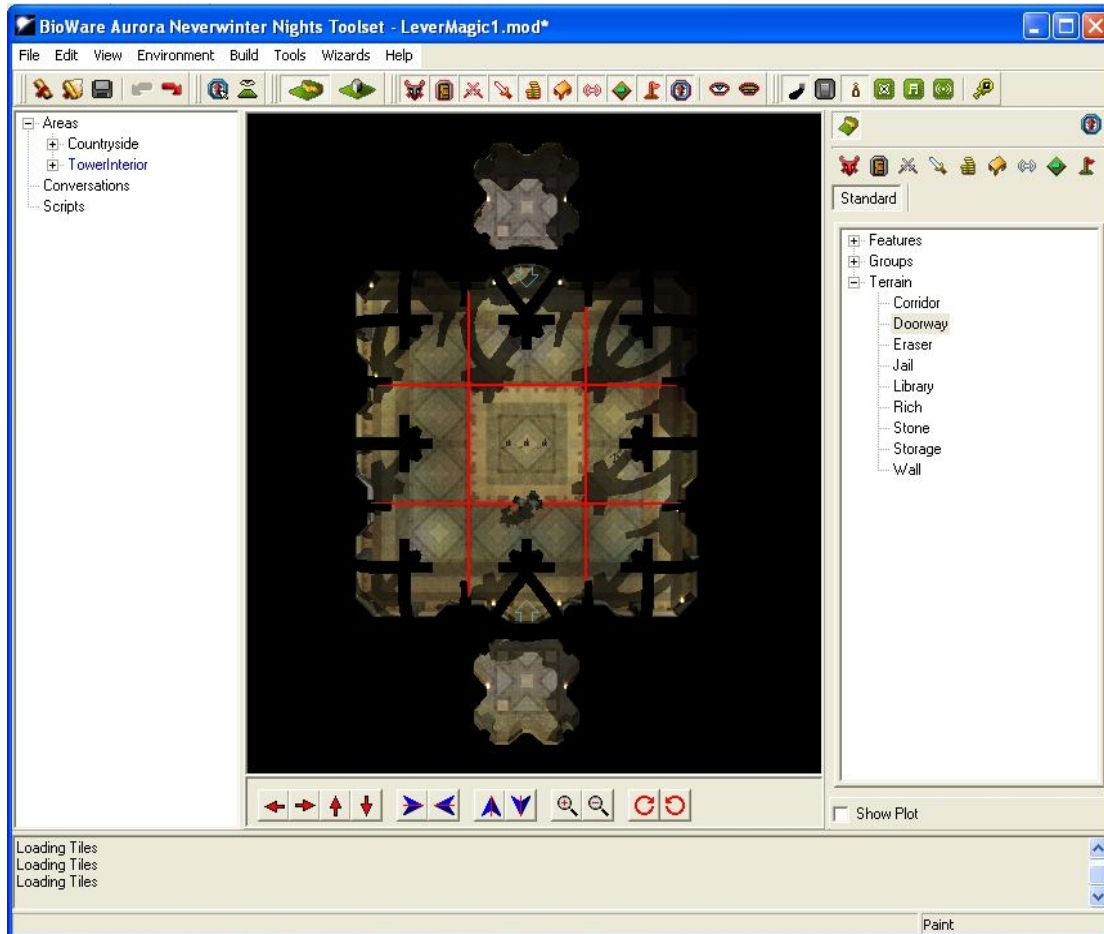 BioWare Aurora Neverwinter Nights Toolset - LeverMagic1.mod*
File Edit View Environment Build Tools Wizards Help
Areas
Countryside
TowerInterior
Conversations
Scripts
Standard
Features
Groups
Terrain
Corridor
Doorway
Eraser
Jail
Library
Rich
Stone
Storage
Wall
Show Plot
Loading Tiles
Loading Tiles
Loading Tiles
Paint